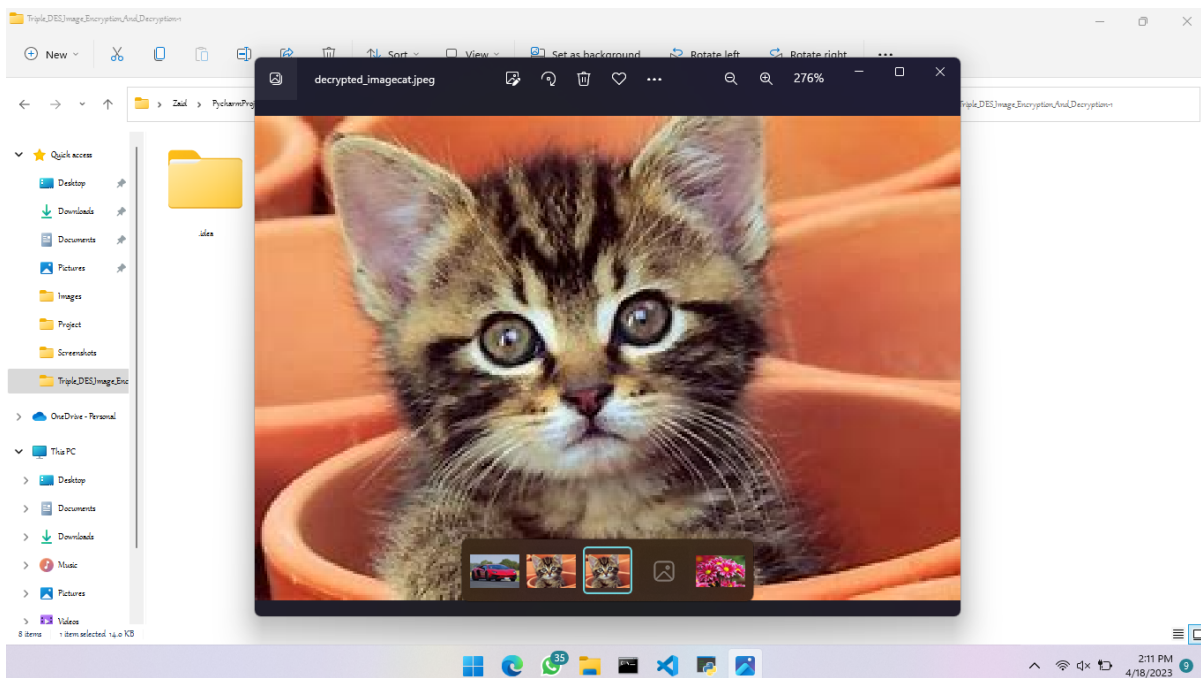 Triple_DES_Image_Encryption_And_Decryption-1
New
Sort
View
Set as background
Rotate left
Rotate right
decrypted_imagecat.jpeg
276%
Zaid > PycharmProj
Triple_DES_Image_Encryption_And_Decryption-1
Quick access
Desktop
Downloads
Documents
Pictures
Images
Project
Screenshots
Triple_DES_Image_Enc
OneDrive - Personal
This PC
Desktop
Documents
Downloads
Music
Pictures
Videos
.idea
8 items
1 item selected 14.0 KB
35
2:11 PM
4/18/2023
9